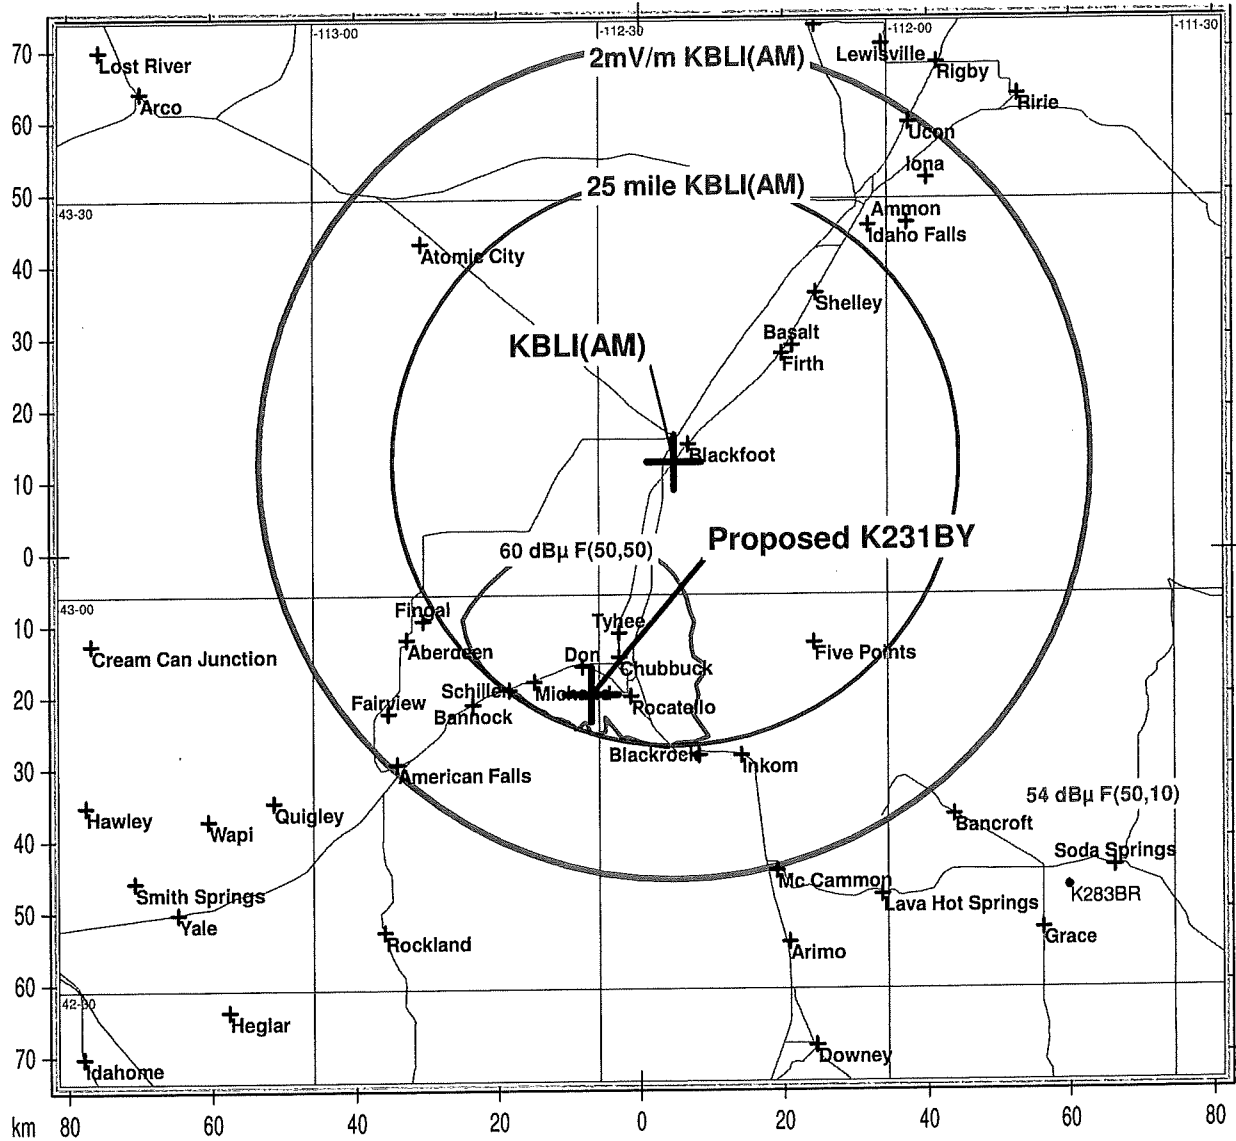 -113-00
-112-30
-112-00
-111-30
70
60
50
40
30
20
10
0
10
20
30
40
50
60
70
2mV/m KBLI(AM)
Lewisville
Lost River
Rigby
Arco
Ririe
Ucon
Iona
25 mile KBLI(AM)
43-30
Ammon
Idaho Falls
Atomic City
Shelley
Basalt
KBLI(AM)
Firth
Blackfoot
Proposed K231BY
60 dBµ F(50,50)
43-00
Fingal
Tyhee
Aberdeen
Five Points
Cream Can Junction
Don
Chubbuck
Schiller
Michaud
Fairview
Pocatello
Bannock
Blackrock
Inkom
American Falls
54 dBµ F(50,10)
Hawley
Wapi
Quigley
Bancroft
Soda Springs
Mc Cammon
K283BR
Smith Springs
Lava Hot Springs
Yale
Grace
Rockland
Arimo
42-30
Heglar
Downey
Idahome
km
80
60
40
20
0
20
40
60
80